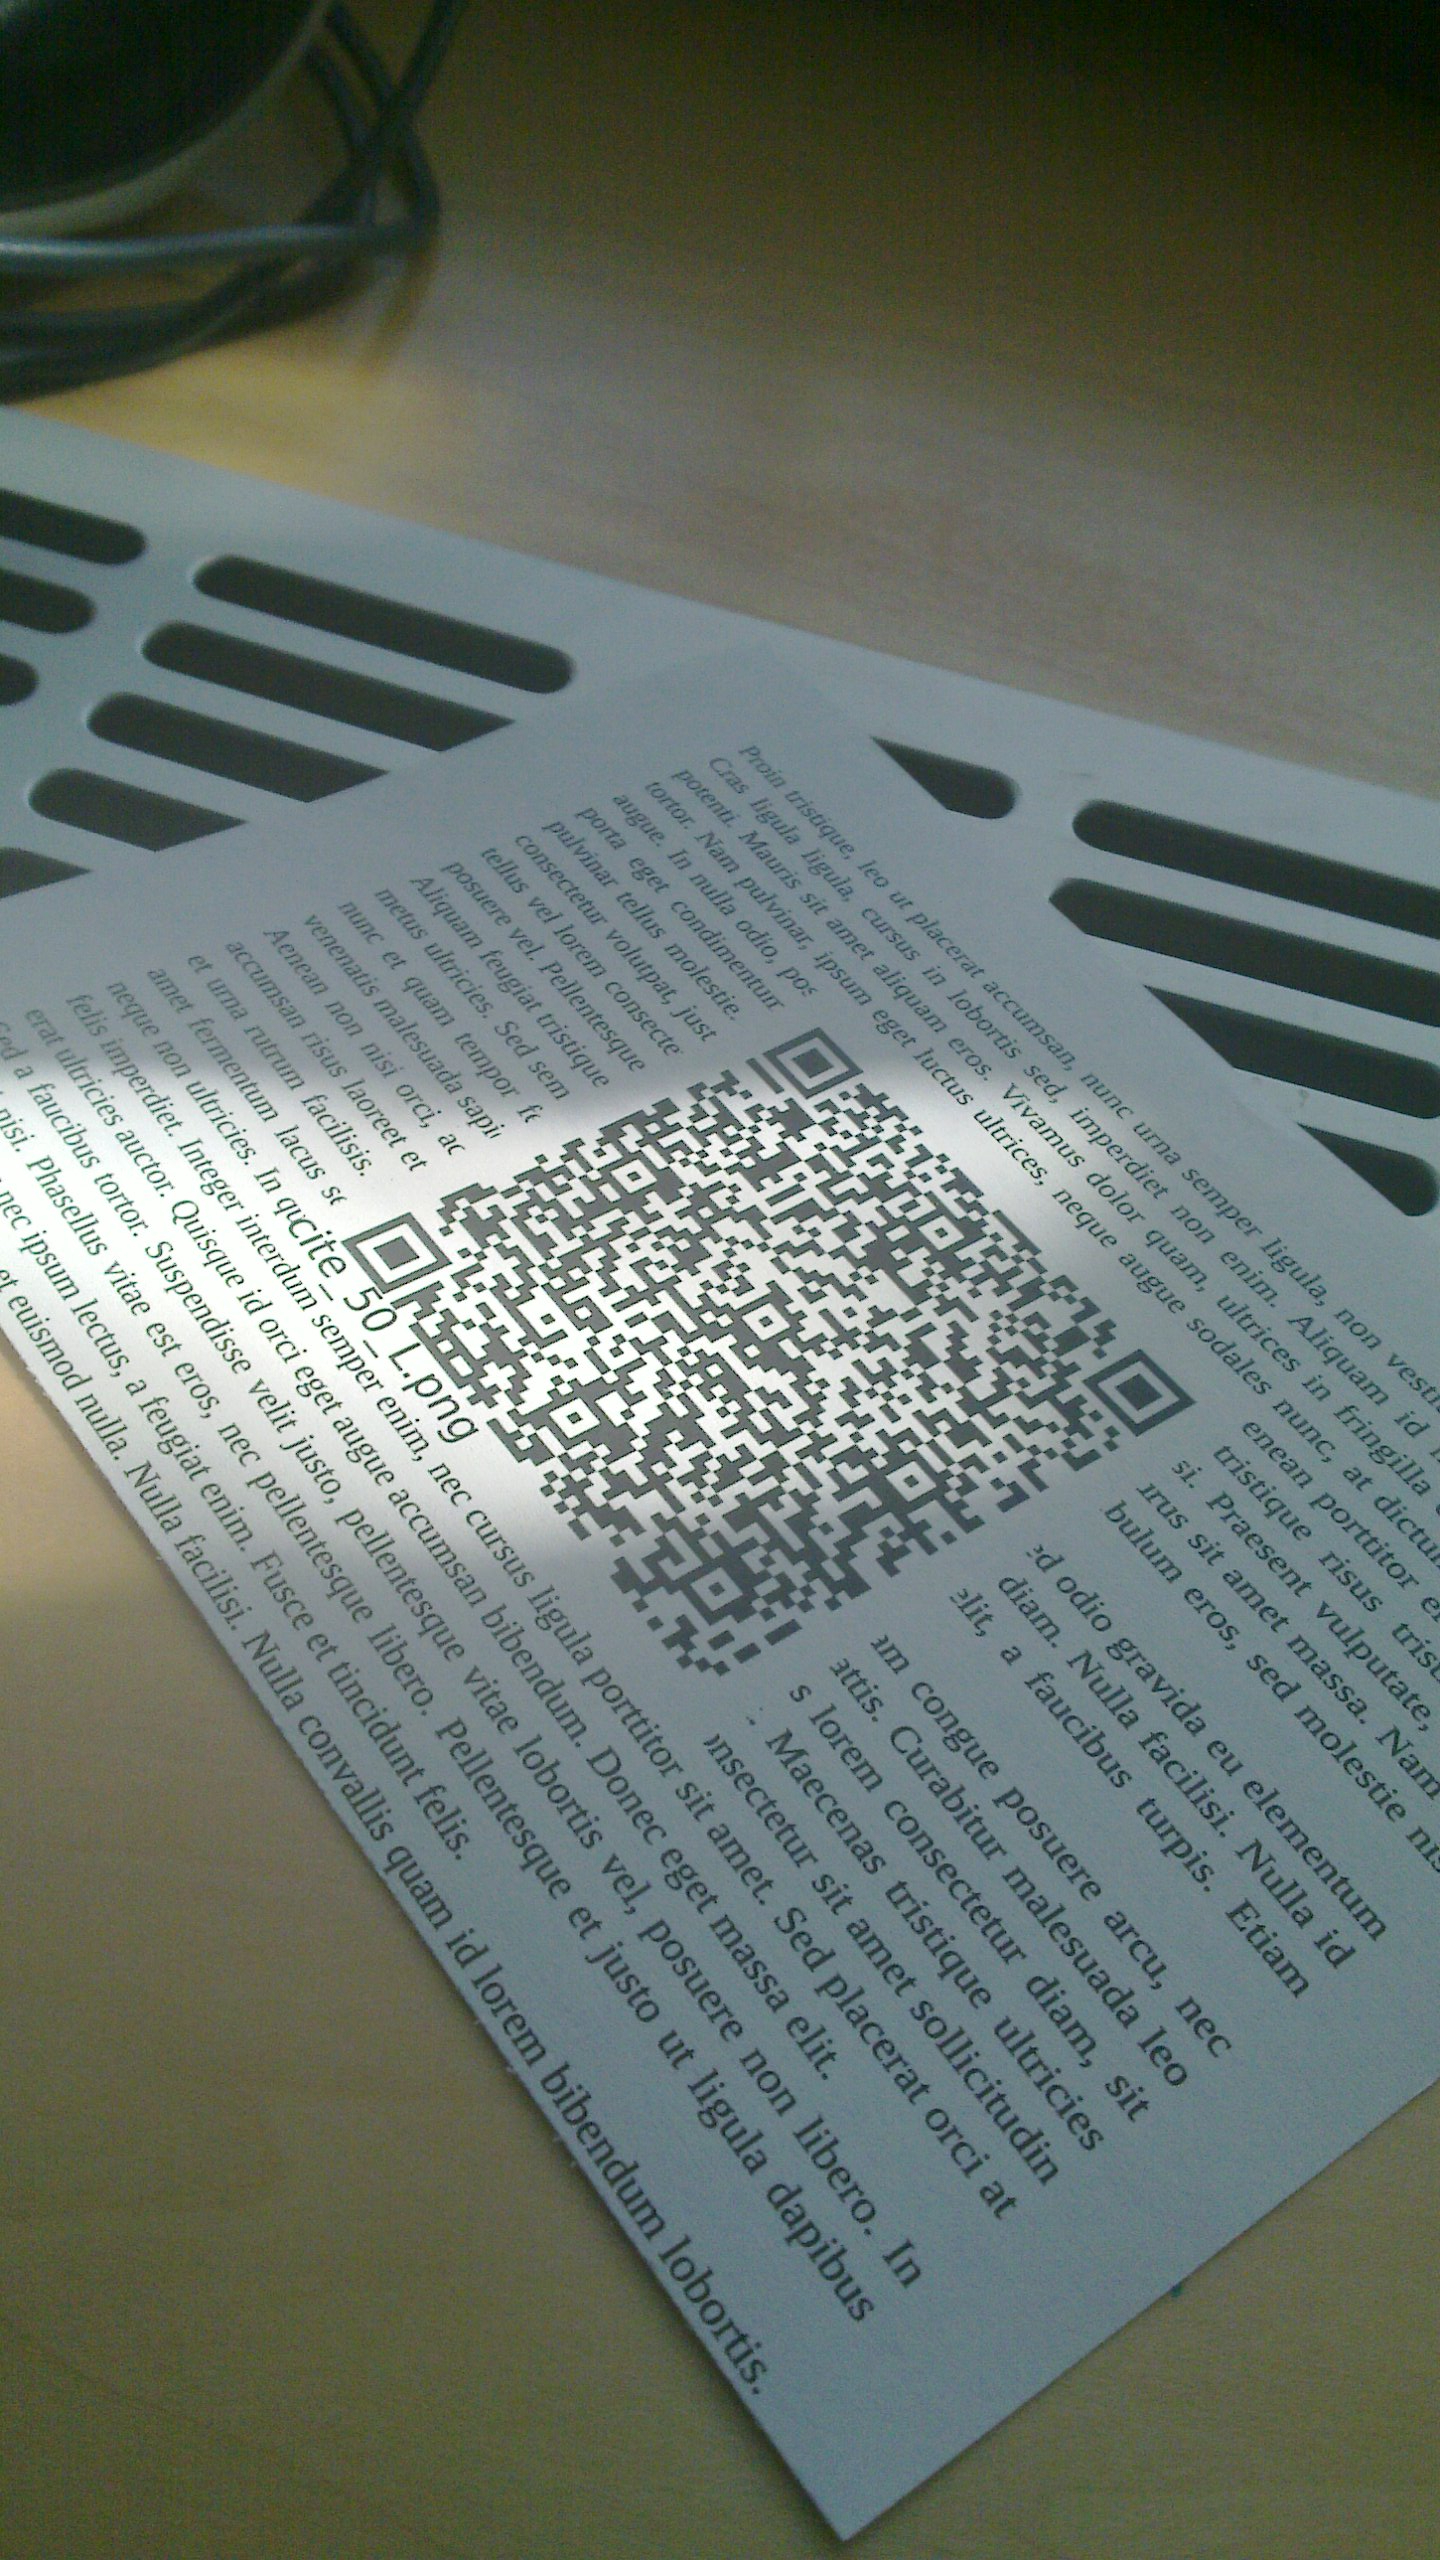 Proin tristique, leo ut placerat accumsan, nunc urna semper ligula, non
Cras ligula ligula, cursus in lobortis sed, imperdiet non enim. Aliquam id
potenti. Mauris sit amet aliquam eros. Vivamus dolor quam, ultrices in fringilla
tortor. Nam pulvinar, ipsum eget luctus ultrices, neque augue sodales nunc, at
augue. In nulla odio,
enean porttitor
porta eget condimentur
tristique risus
pulvinar tellus molestie.
si. Praesent vulputate,
consectetur volutpat, just
rus sit amet massa. Nam
tellus vel lorem consecte
bulum eros, sed molestie
posuere vel. Pellentesque
Aliquam feugiat tristique
ed odio gravida eu elementum
metus ultricies. Sed sem
diam. Nulla facilisi. Nulla id
nunc et quam tempor
elit, a faucibus turpis. Etiam
venenatis malesuada sapi
Aenean non nisi orci, ac
m congue posuere arcu, nec
accumsan risus laoreet et
attis. Curabitur malesuada leo
et urna rutrum facilisis.
s lorem consectetur diam, sit
amet fermentum lacus
. Maecenas tristique ultricies
neque non ultricies. In
nsectetur sit amet sollicitudin
Cite_50_L.png
felis imperdiet. Integer interdum semper enim, nec cursus ligula porttitor sit amet. Sed placerat orci at
erat ultricies auctor. Quisque id orci eget augue accumsan bibendum. Donec eget massa elit.
Sed a faucibus tortor. Suspendisse velit justo, pellentesque vitae lobortis vel, posuere non libero. In
nisi. Phasellus vitae est eros, nec pellentesque libero. Pellentesque et justo ut ligula dapibus
nec ipsum lectus, a feugiat enim. Fusce et tincidunt felis.
et euismod nulla. Nulla facilisi. Nulla convallis quam id lorem bibendum lobortis.